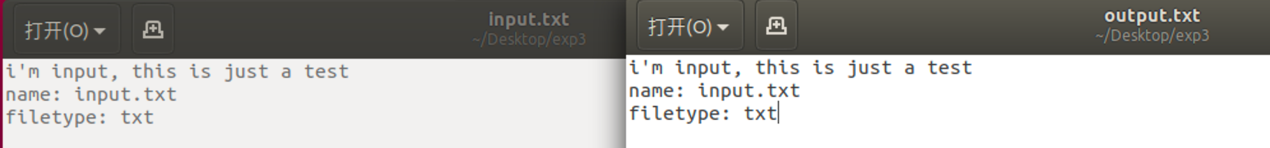 打开(O)
input.txt
~/Desktop/exp3
i'm input, this is just a test
name: input.txt
filetype: txt
打开(O)
output.txt
~/Desktop/exp3
i'm input, this is just a test
name: input.txt
filetype: txt